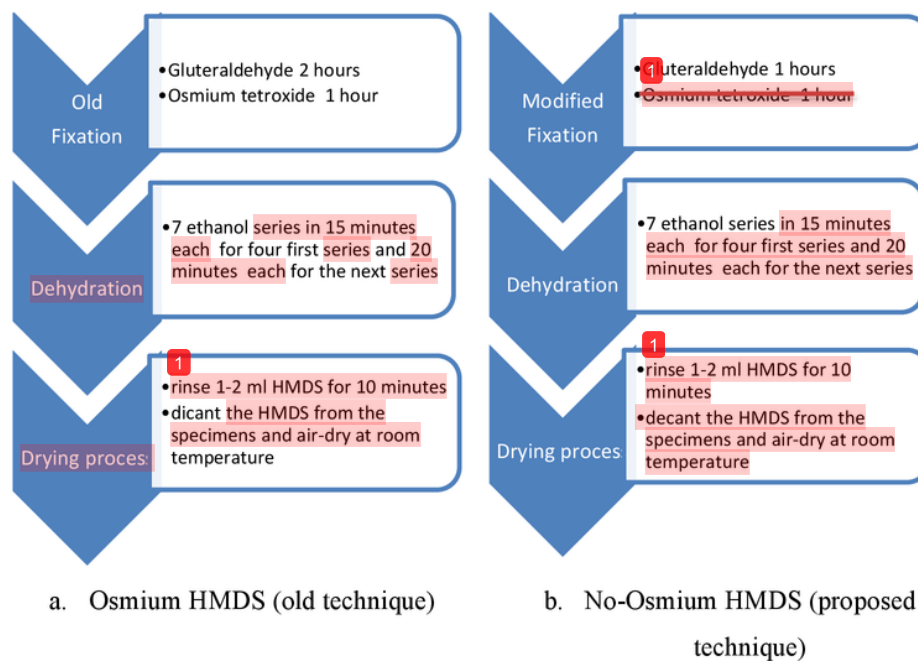 Old
Fixation
•Gluteraldehyde 2 hours
•Osmium tetroxide 1 hour
Dehydration
•7 ethanol series in 15 minutes
each for four first series and 20
minutes each for the next series
Drying process
1
•rinse 1-2 ml HMDS for 10 minutes
•dicant the HMDS from the
specimens and air-dry at room
temperature
a. Osmium HMDS (old technique)
Modified
Fixation
1
•Gluteraldehyde 1 hours
•Osmium tetroxide 1 hour
Dehydration
•7 ethanol series in 15 minutes
each for four first series and 20
minutes each for the next series
Drying process
1
•rinse 1-2 ml HMDS for 10
minutes
•decant the HMDS from the
specimens and air-dry at room
temperature
b. No-Osmium HMDS (proposed
technique)